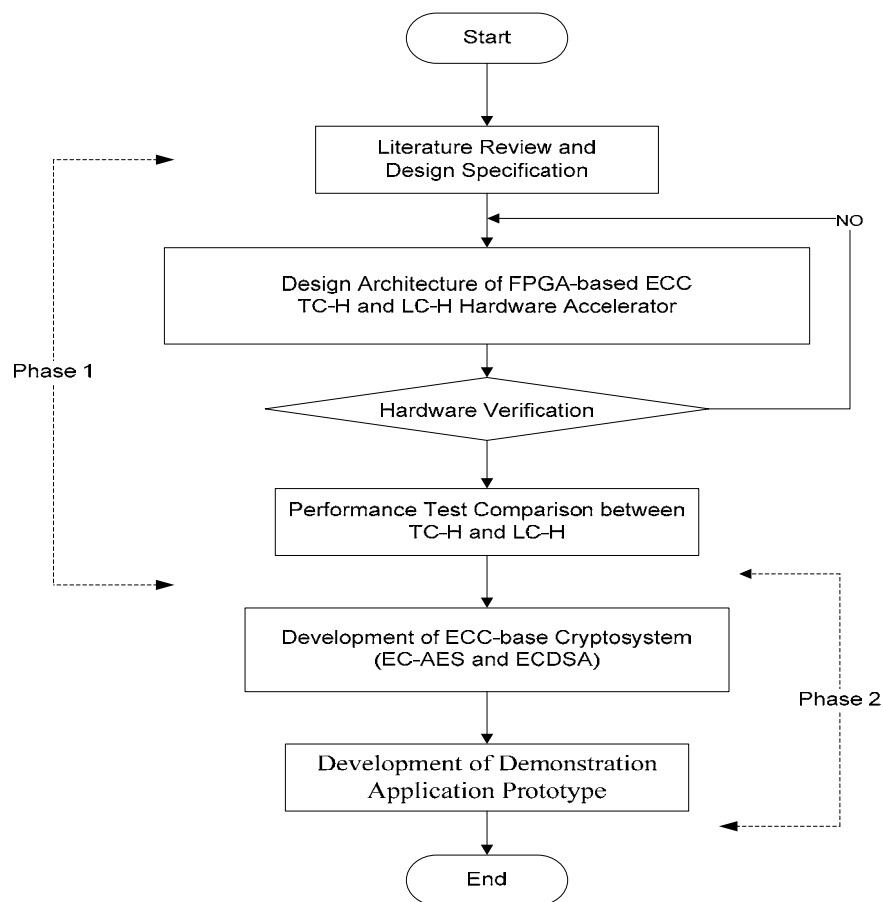 Start
Literature Review and
Design Specification
NO
Design Architecture of FPGA-based ECC
TC-H and LC-H Hardware Accelerator
Phase 1
Hardware Verification
Performance Test Comparison between
TC-H and LC-H
Development of ECC-base Cryptosystem
(EC-AES and ECDSA)
Phase 2
Development of Demonstration
Application Prototype
End